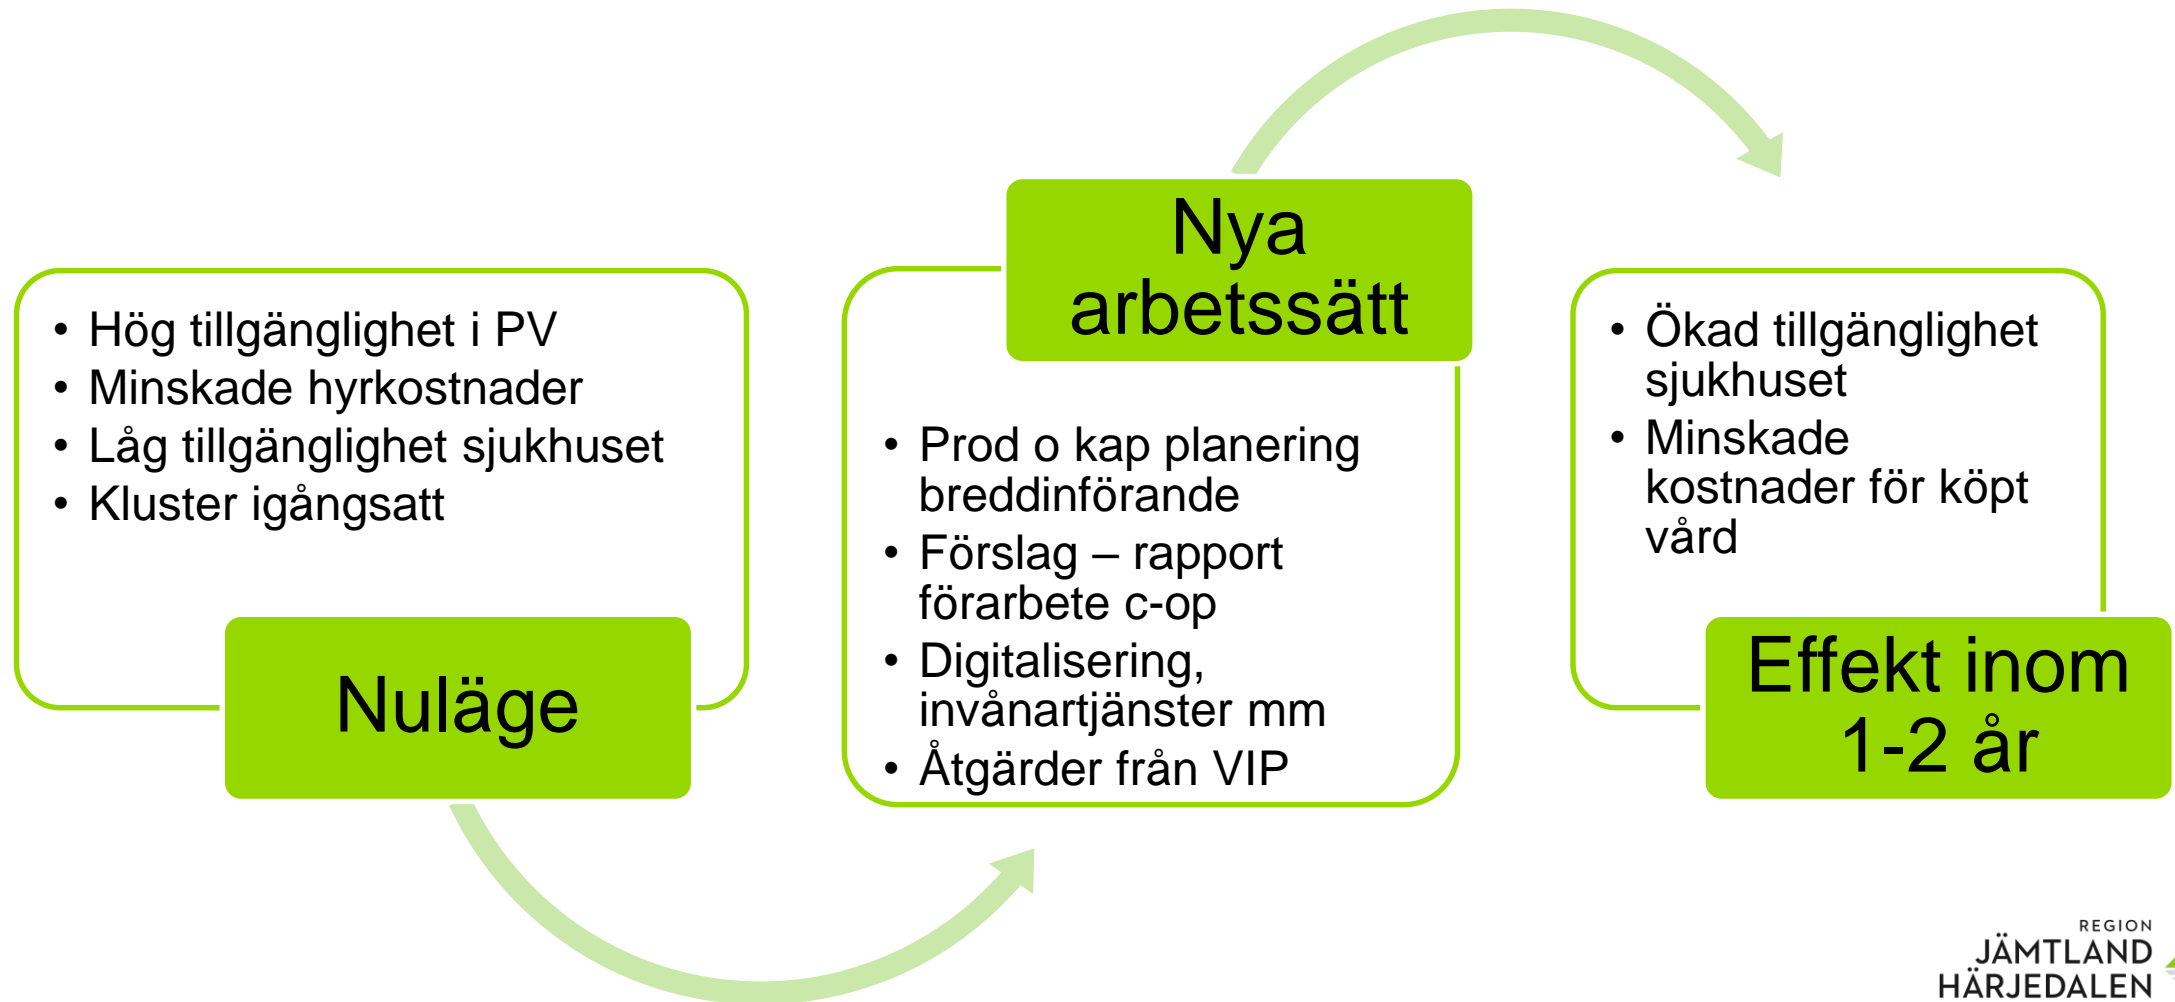 • Hög tillgänglighet i PV
• Minskade hyrkostnader
• Låg tillgänglighet sjukhuset
• Kluster igångsatt
Nuläge
Nya
arbetssätt
• Prod o kap planering
breddinförande
• Förslag – rapport
förarbete c-op
• Digitalisering,
invånartjänster mm
• Åtgärder från VIP
• Ökad tillgänglighet
sjukhuset
• Minskade
kostnader för köpt
vård
Effekt inom
1-2 år
REGION
JÄMTLAND
HÄRJEDALEN